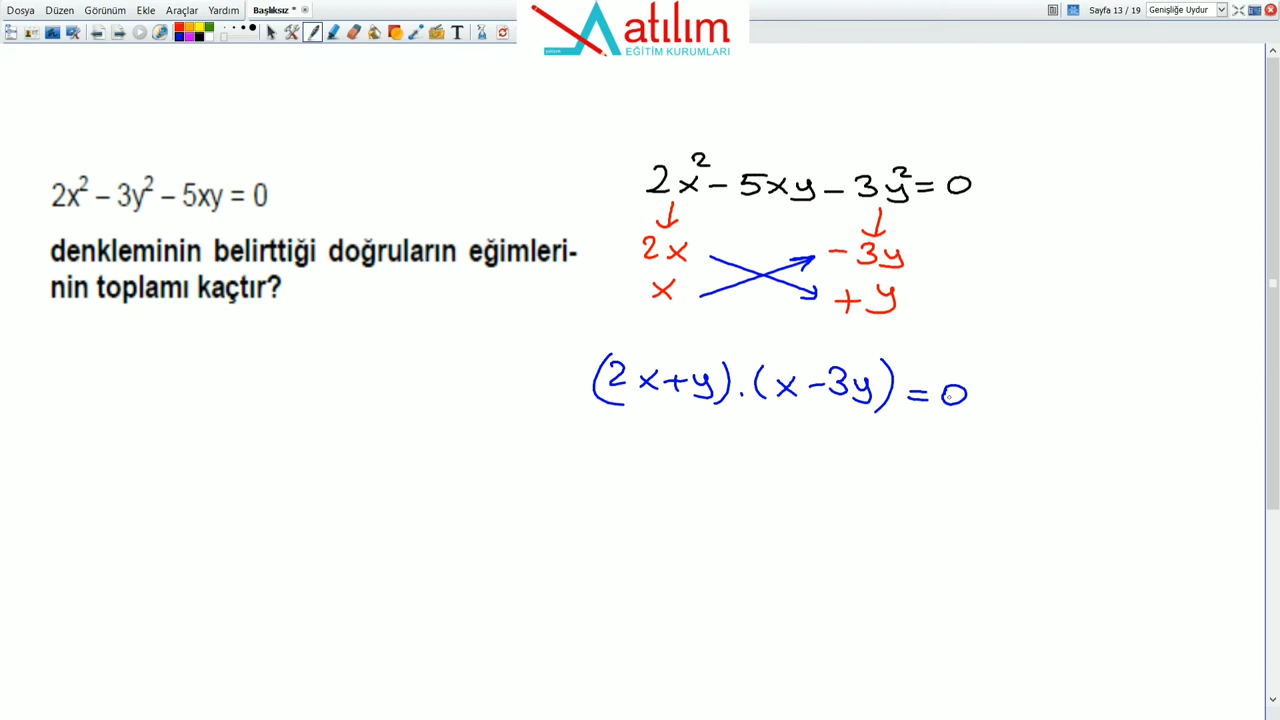 Dosya Düzen Görünüm Ekle Araçlar Yardım Başlıksız * Sayfa 13 / 19 Genişliğe Uydur
atılım
EĞİTİM KURUMLARI
2x² – 3y² – 5xy = 0
denkleminin belirttiği doğruların eğimleri-
nin toplamı kaçtır?
2x² – 5xy – 3y² = 0
2x – 3y
x + y
(2x+y).(x–3y) = 0